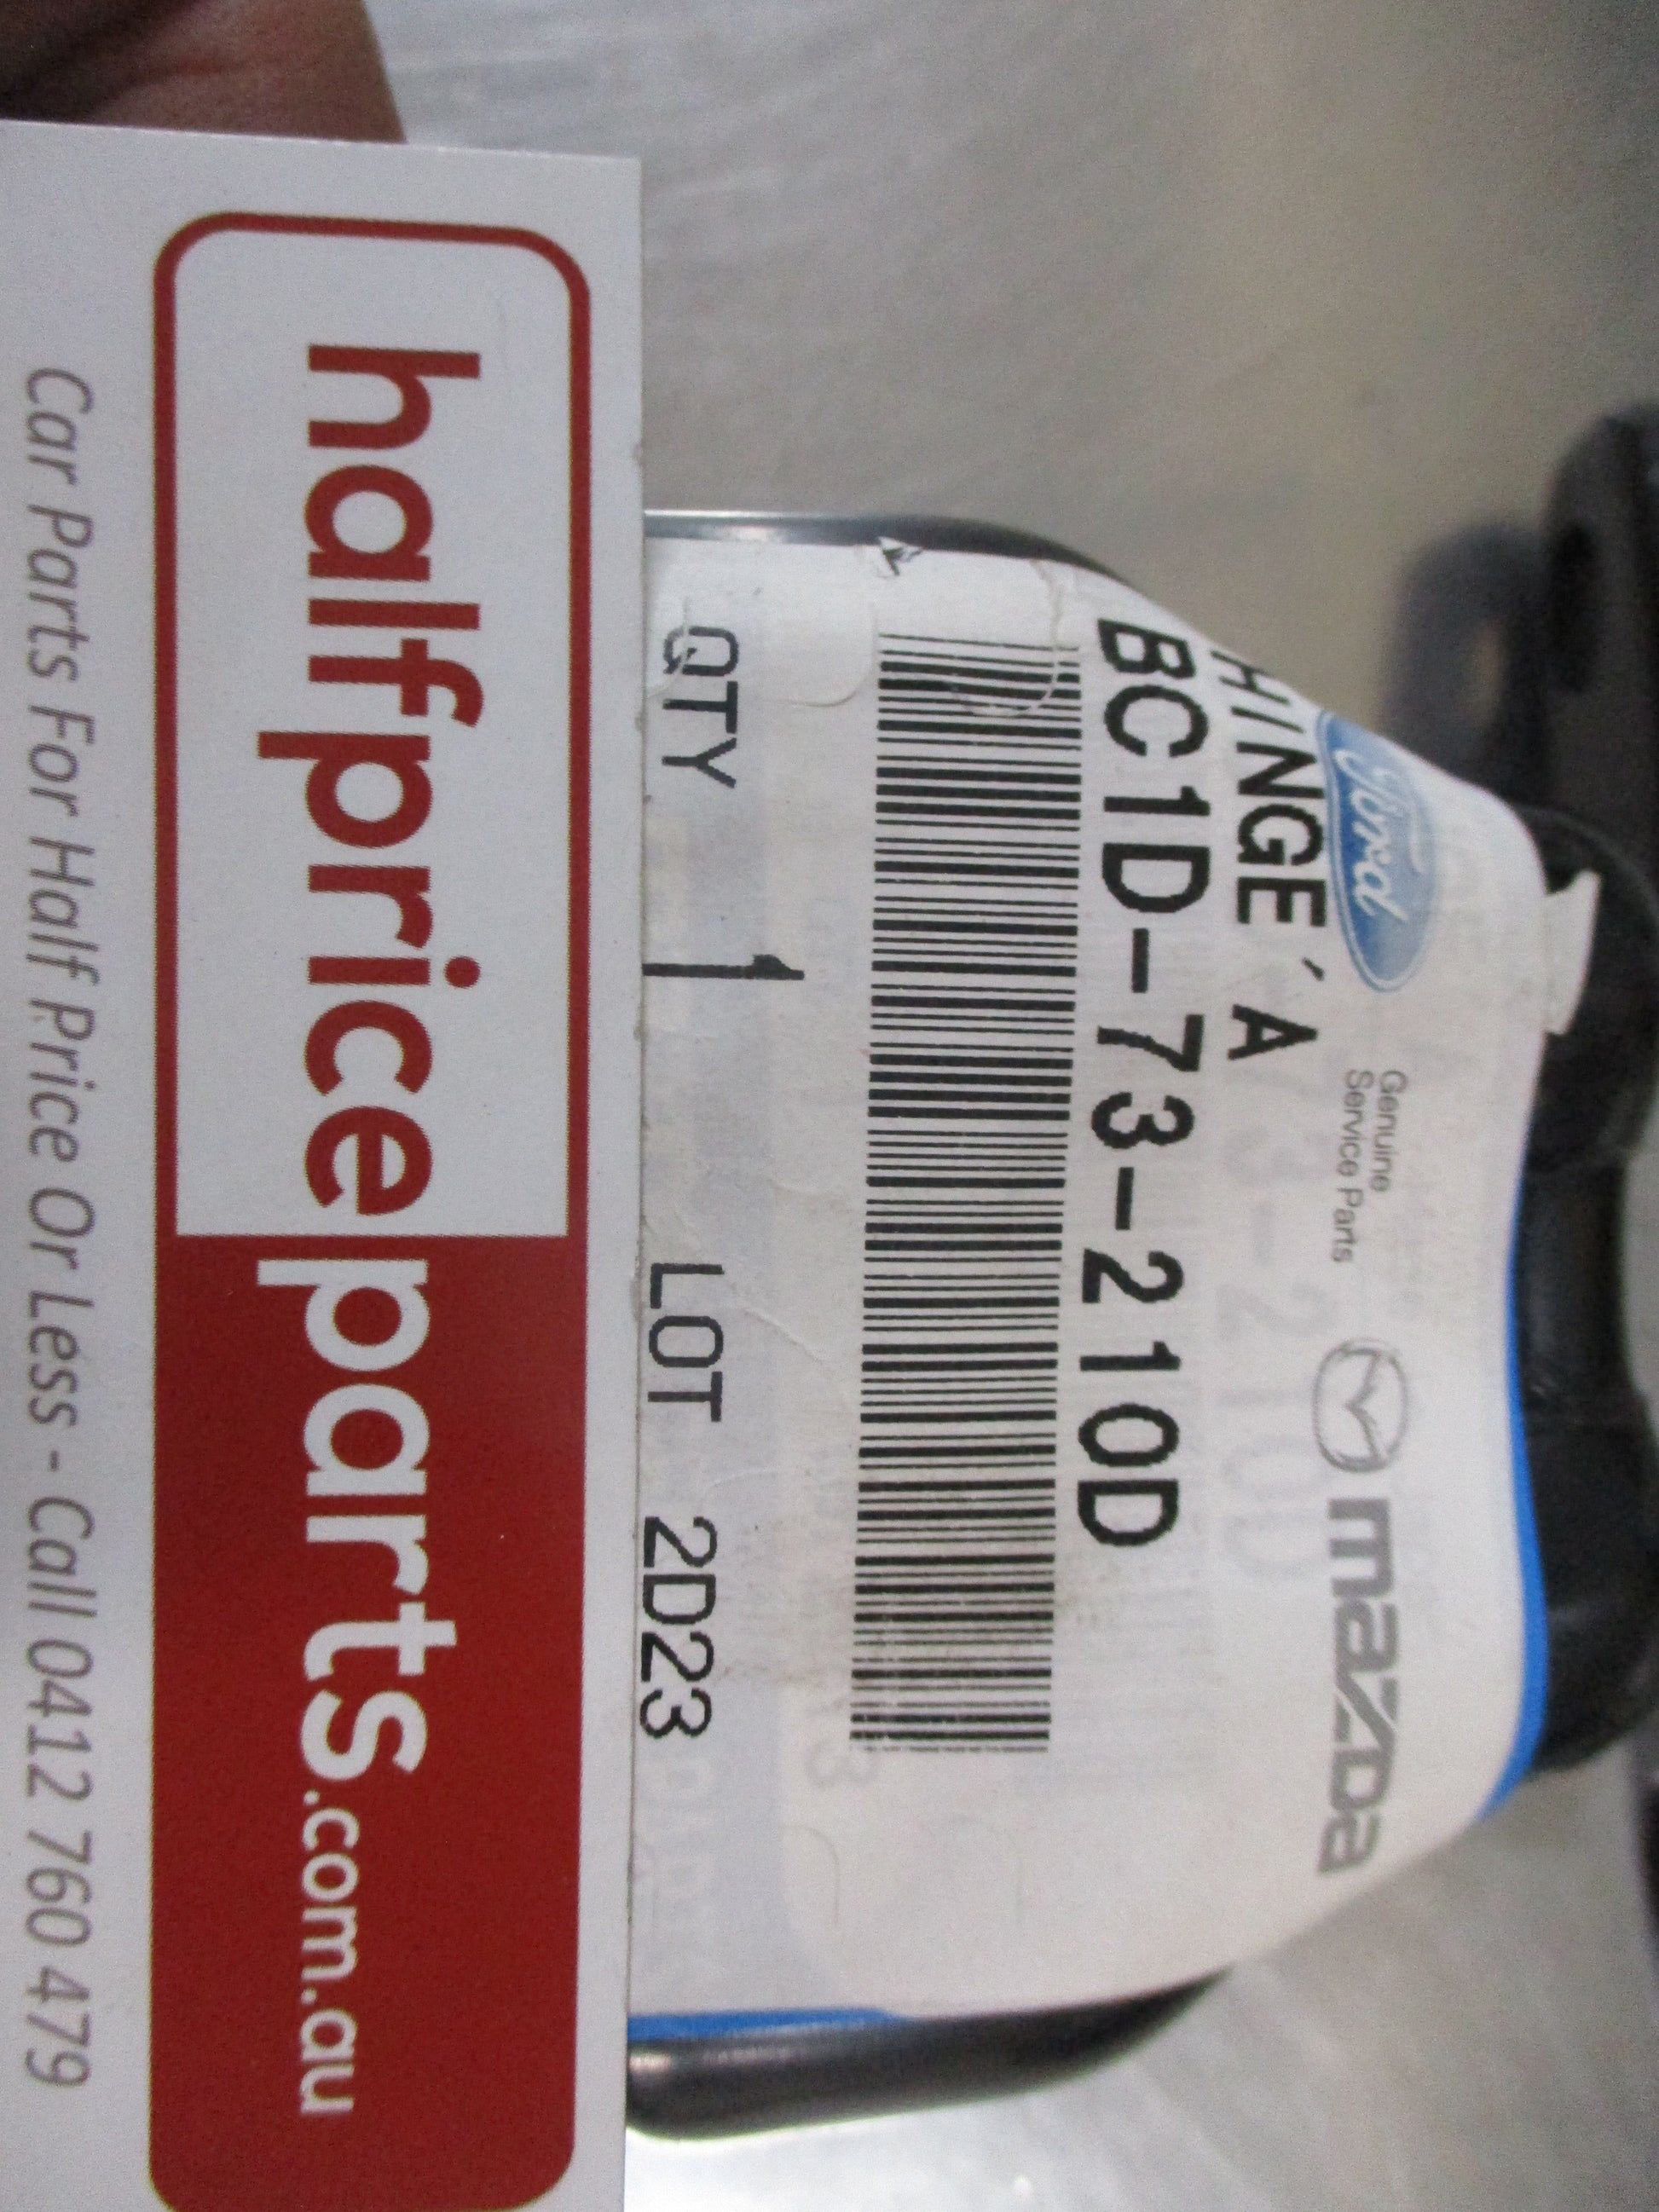 Ford
Genuine
Service Parts
mazda
HINGE'A
BC1D-73-210D
QTY 1 LOT 2D23
halfpriceparts.com.au
Car Parts For Half Price Or Less - Call 0412 760 479